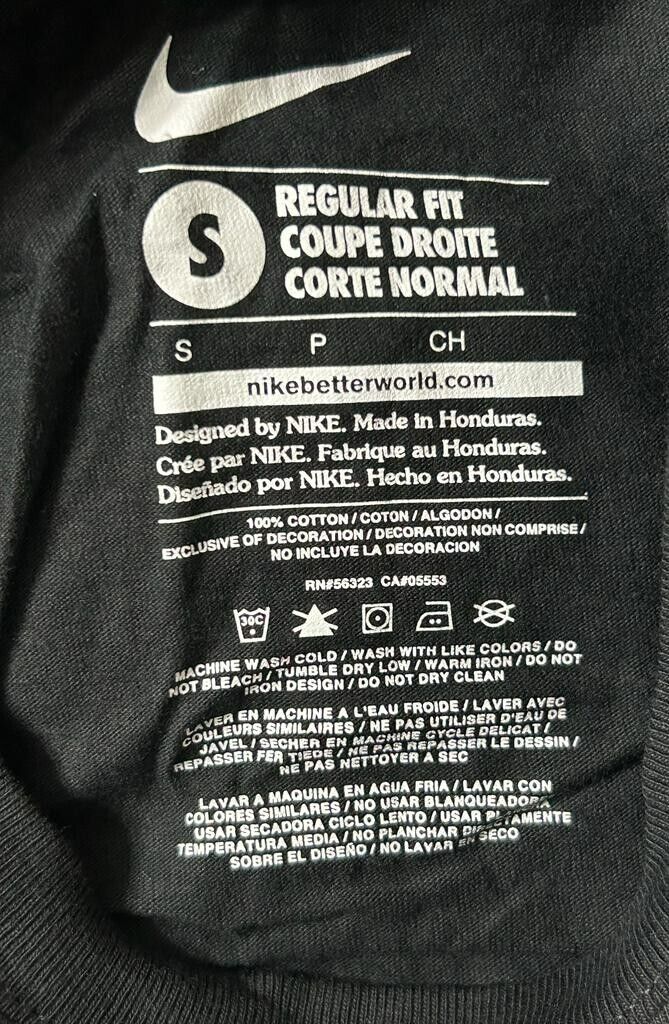 S
REGULAR FIT
COUPE DROITE
CORTE NORMAL
S P CH
nikebetterworld.com
Designed by NIKE. Made in Honduras.
Crée par NIKE. Fabrique au Honduras.
Diseñado por NIKE. Hecho en Honduras.
100% COTTON / COTON / ALGODON /
EXCLUSIVE OF DECORATION / DECORATION NON COMPRISE /
NO INCLUYE LA DECORACION
RN#56323 CA#05553
30C
MACHINE WASH COLD / WASH WITH LIKE COLORS / DO
NOT BLEACH / TUMBLE DRY LOW / WARM IRON / DO NOT
IRON DESIGN / DO NOT DRY CLEAN
LAVER EN MACHINE A L'EAU FROIDE / LAVER AVEC
COULEURS SIMILAIRES / NE PAS UTILISER D'EAU DE
JAVEL / SECHER EN MACHINE CYCLE DELICAT /
REPASSER FER TIEDE / NE PAS REPASSER LE DESSIN /
NE PAS NETTOYER A SEC
LAVAR A MAQUINA EN AGUA FRIA / LAVAR CON
COLORES SIMILARES / NO USAR BLANQUEADORA
USAR SECADORA CICLO LENTO / USAR
TEMPERATURA MEDIA / NO PLANCHAR EN SECO
SOBRE EL DISEÑO / NO LAVAR